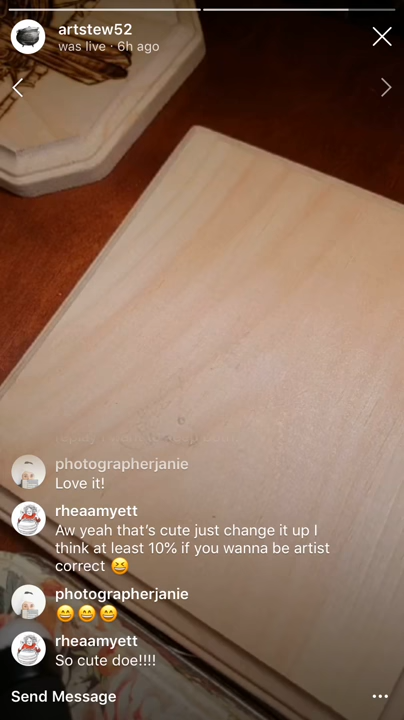 artstew52
was live · 6h ago
photographerjanie
Love it!
rheaamyett
Aw yeah that's cute just change it up I
think at least 10% if you wanna be artist
correct 😆
photographerjanie
😄😄😄
rheaamyett
So cute doe!!!!
Send Message